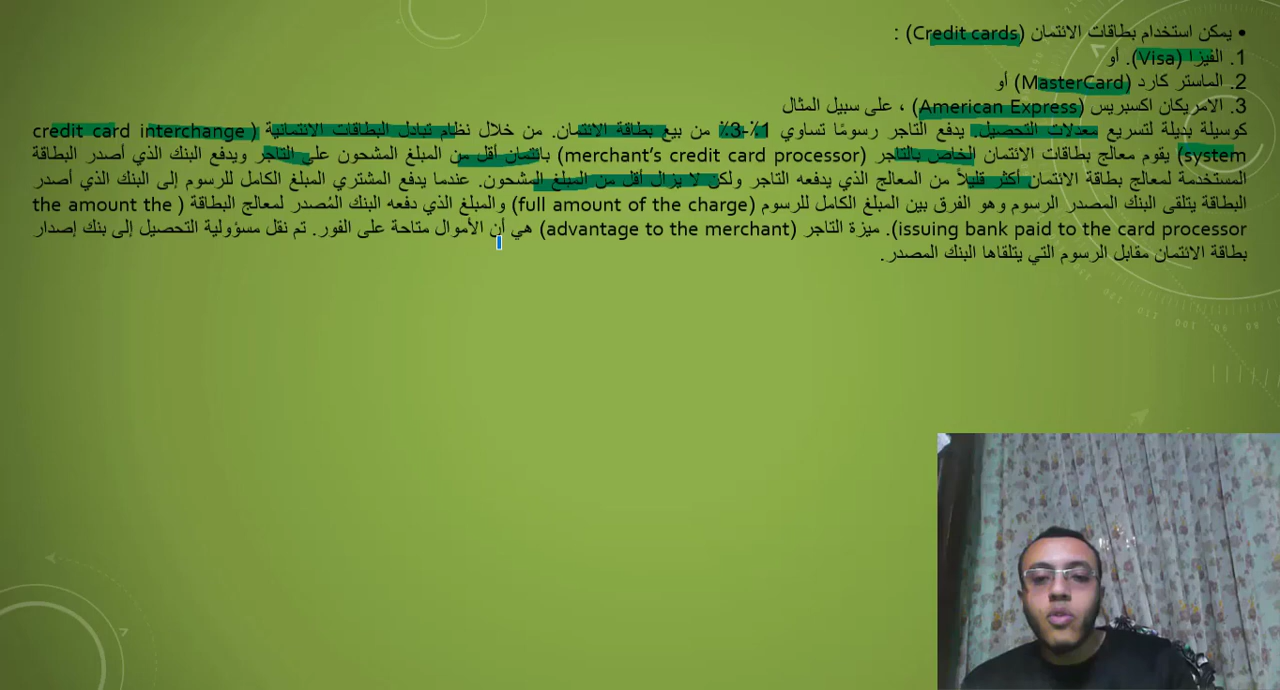 • يمكن استخدام بطاقات الائتمان (Credit cards) :
1. الفيزا (Visa). أو
2. الماستر كارد (MasterCard) أو
3. الامريكان اكسبريس (American Express) ، على سبيل المثال
كوسيلة بديلة لتسريع معدلات التحصيل. يدفع التاجر رسومًا تساوي 1٪-3٪ من بيع بطاقة الائتمان. من خلال نظام تبادل البطاقات الائتمانية (credit card interchange
system) يقوم معالج بطاقات الائتمان الخاص بالتاجر (merchant’s credit card processor) بائتمان أقل من المبلغ المشحون على التاجر ويدفع البنك الذي أصدر البطاقة
المستخدمة لمعالج بطاقة الائتمان أكثر قليلاً من المعالج الذي يدفعه التاجر ولكن لا يزال أقل من المبلغ المشحون. عندما يدفع المشتري المبلغ الكامل للرسوم إلى البنك الذي أصدر
البطاقة يتلقى البنك المصدر الرسوم وهو الفرق بين المبلغ الكامل للرسوم (full amount of the charge) والمبلغ الذي دفعه البنك المُصدر لمعالج البطاقة (the amount the
issuing bank paid to the card processor). ميزة التاجر (advantage to the merchant) هي أن الأموال متاحة على الفور. تم نقل مسؤولية التحصيل إلى بنك إصدار
بطاقة الائتمان مقابل الرسوم التي يتلقاها البنك المصدر.